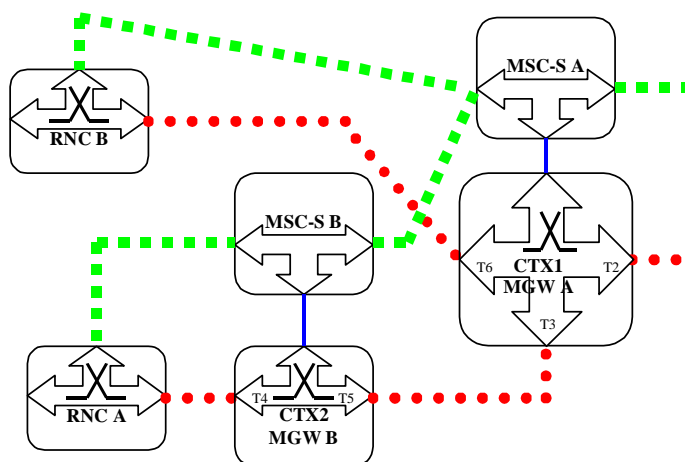 MSC-S A
RNC B
MSC-S B
T6
CTX1
T2
MGW A
T3
RNC A
T4
CTX2
T5
MGW B